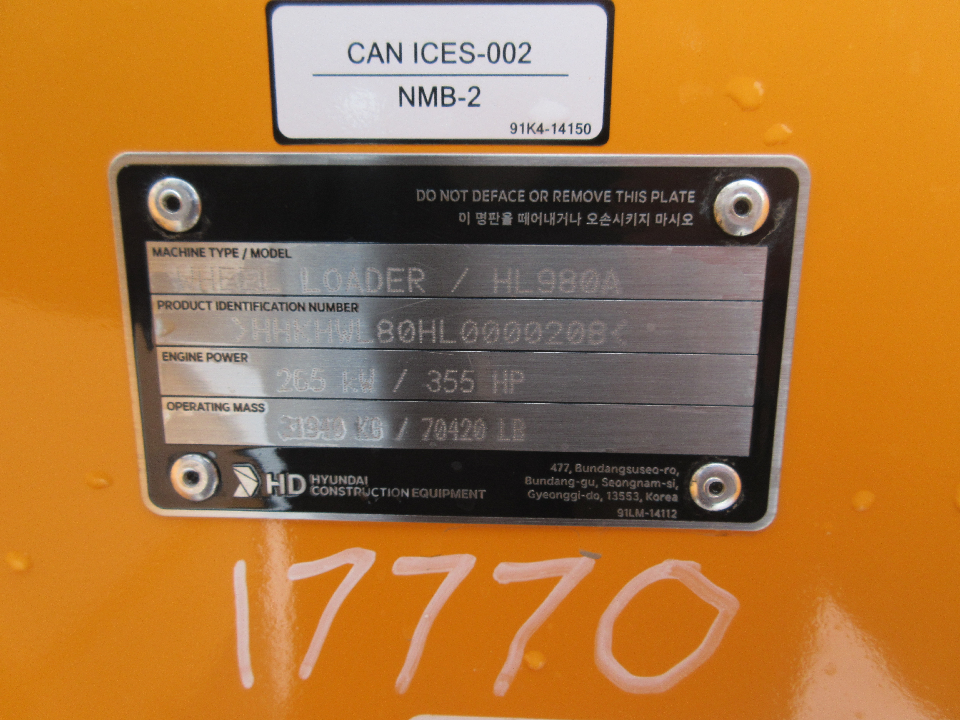 CAN ICES-002
NMB-2
91K4-14150
DO NOT DEFACE OR REMOVE THIS PLATE
이 명판을 떼어내거나 오손시키지 마시오
MACHINE TYPE / MODEL
WHEEL LOADER / HL980A
PRODUCT IDENTIFICATION NUMBER
>HHKHWL80HL0000208<
ENGINE POWER
265 KW / 355 HP
OPERATING MASS
KG / 70420 LB
HD HYUNDAI
CONSTRUCTION EQUIPMENT
477, Bundangsuseo-ro,
Bundang-gu, Seongnam-si,
Gyeonggi-do, 13553, Korea
91LM-14112
17770